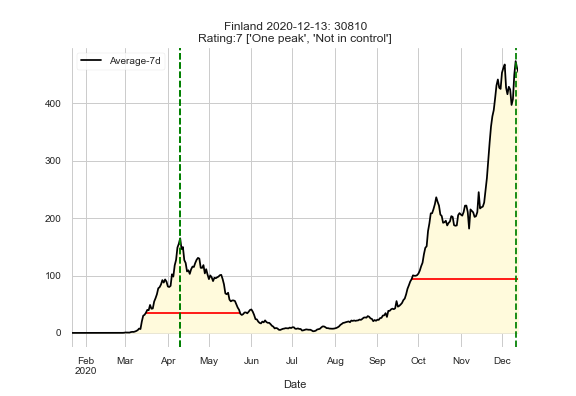 Finland 2020-12-13: 30810
Rating:7 ['One peak', 'Not in control']
Average-7d
400
300
200
100
0
Feb Mar Apr May Jun Jul Aug Sep Oct Nov Dec
2020
Date